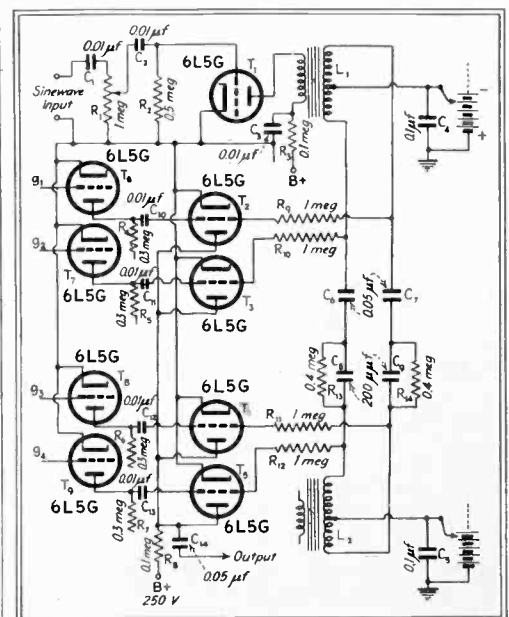 0.01μf
0.01μf
C1
C2
6L5G
T1
L1
Sinewave
Input
R1
1 meg
R2
0.5 meg
C3
0.01μf
R3
0.1 meg
B+
C4
0.1μf
-
+
6L5G
T6
g1
0.01μf
C10
6L5G
T2
R9
1 meg
R10
1 meg
0.3 meg
g2
T7
0.01μf
C11
T3
6L5G
0.3 meg
R5
6L5G
C6
0.05μf
C7
6L5G
T8
g3
0.01μf
C12
6L5G
R11
1 meg
0.4 meg
C8
R13
200μμf
C9
R14
0.4 meg
R6
0.3 meg
R12
1 meg
g4
T9
0.01μf
C13
6L5G
0.3 meg
R7
6L5G
L2
0.1 meg
R8
C14
Output
0.05 μf
B+
250 V
0.1μf
C5